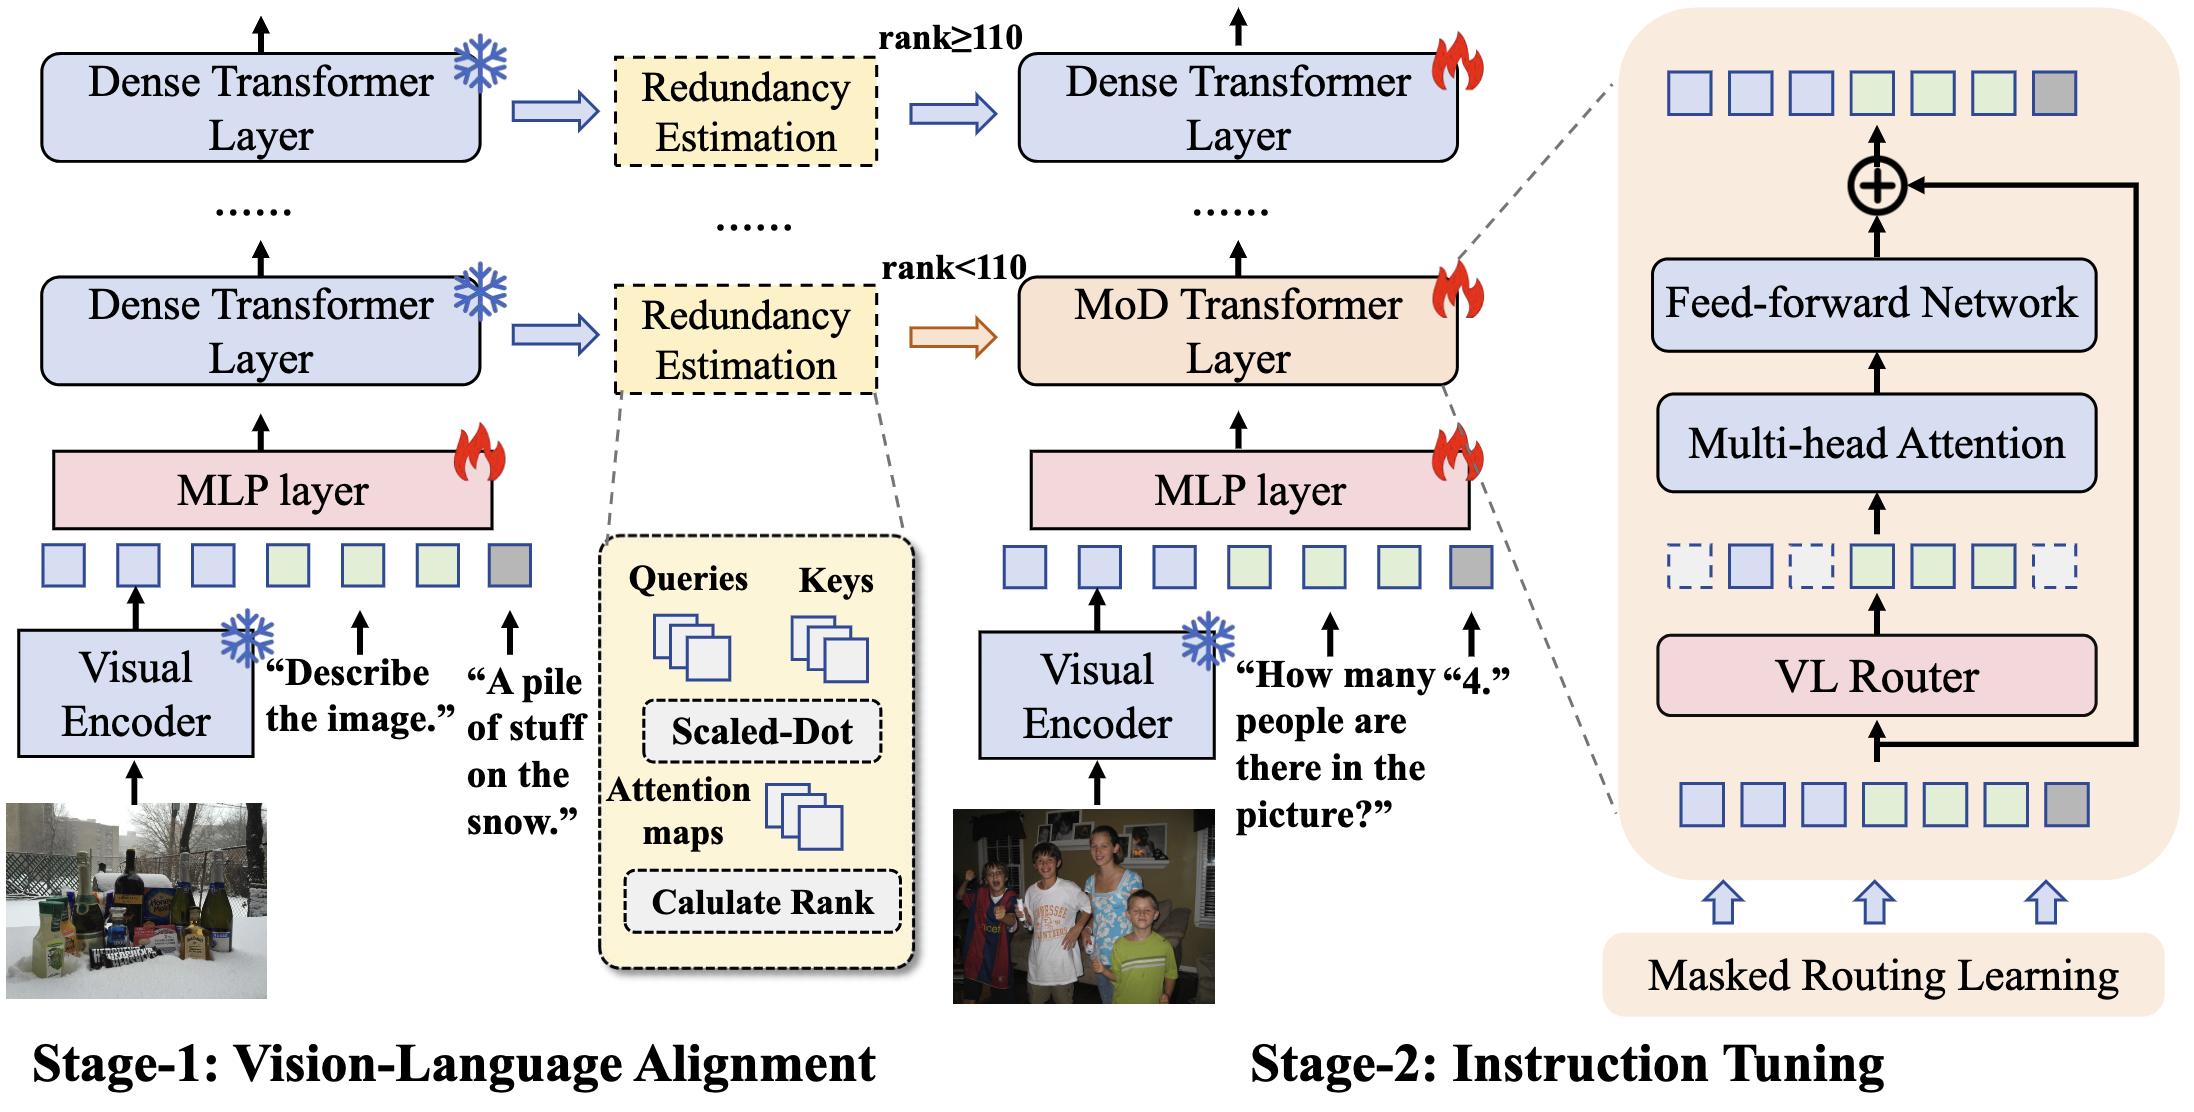 Dense Transformer
Layer
Redundancy
Estimation
rank≥110
Dense Transformer
Layer
......
......
......
Dense Transformer
Layer
Redundancy
Estimation
rank<110
MoD Transformer
Layer
MLP layer
MLP layer
Visual
Encoder
“Describe
the image.”
“A pile
of stuff
on the
snow.”
Queries
Keys
Scaled-Dot
Attention
maps
Calulate Rank
Visual
Encoder
“How many
people are
there in the
picture?”
“4.”
Feed-forward Network
Multi-head Attention
VL Router
Masked Routing Learning
Stage-1: Vision-Language Alignment
Stage-2: Instruction Tuning